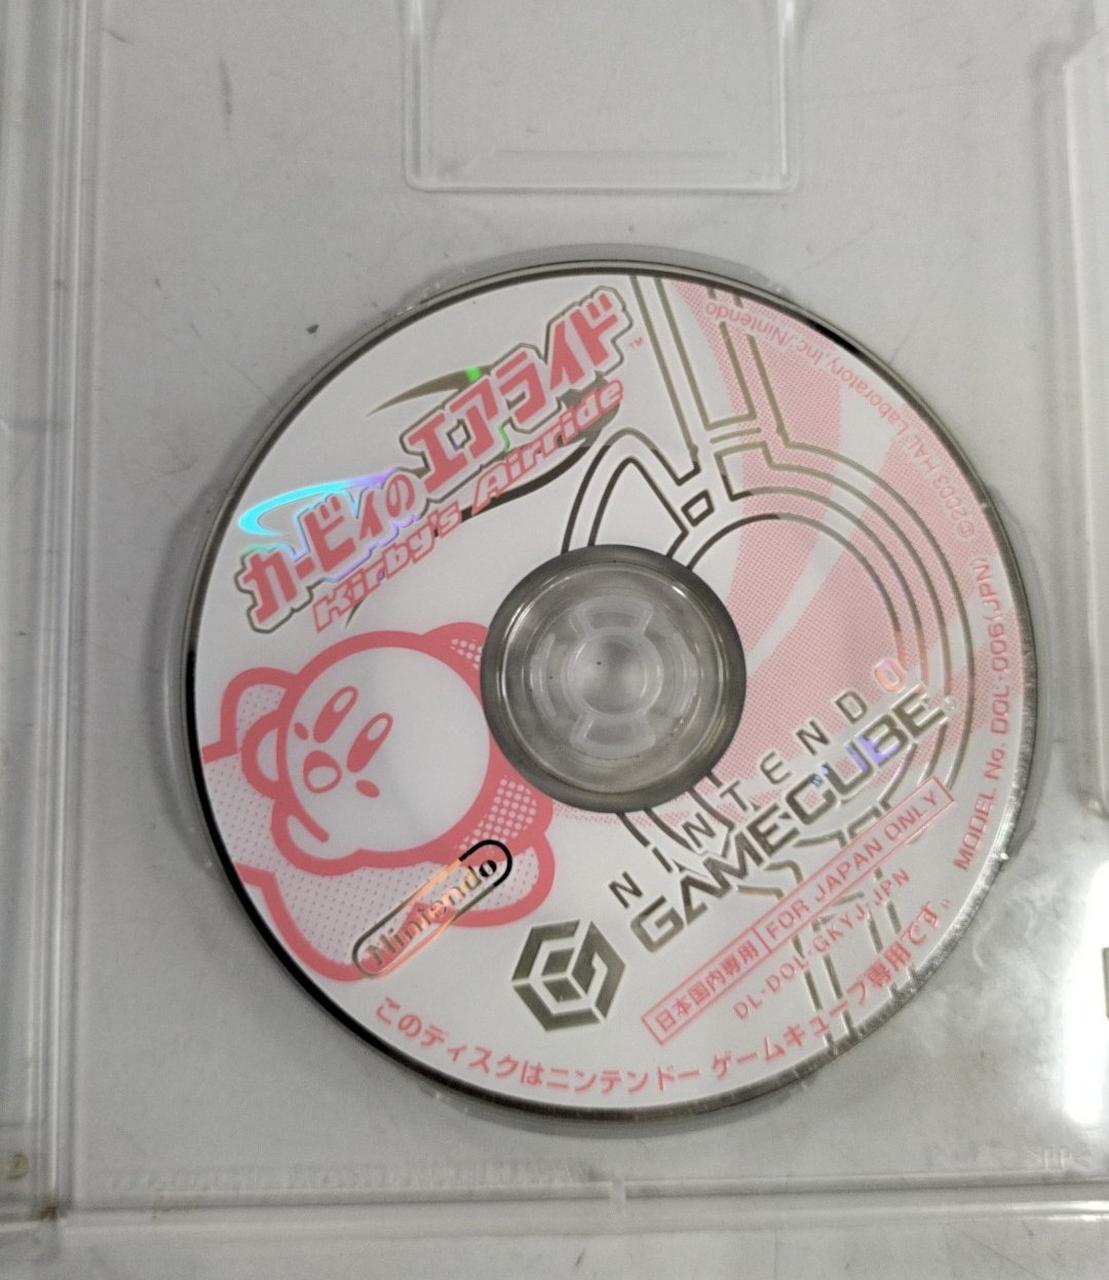 カービィの
エアライド™
Kirby's Airride
Nintendo
NINTENDO
GAMECUBE®
日本国内専用 FOR JAPAN ONLY
DL-DOL-GKYJ-JPN
このディスクはニンテンドー ゲームキューブ専用です。
MODEL No. DOL-006(JPN) ©2003 HAL Laboratory, Inc./Nintendo
>PP<